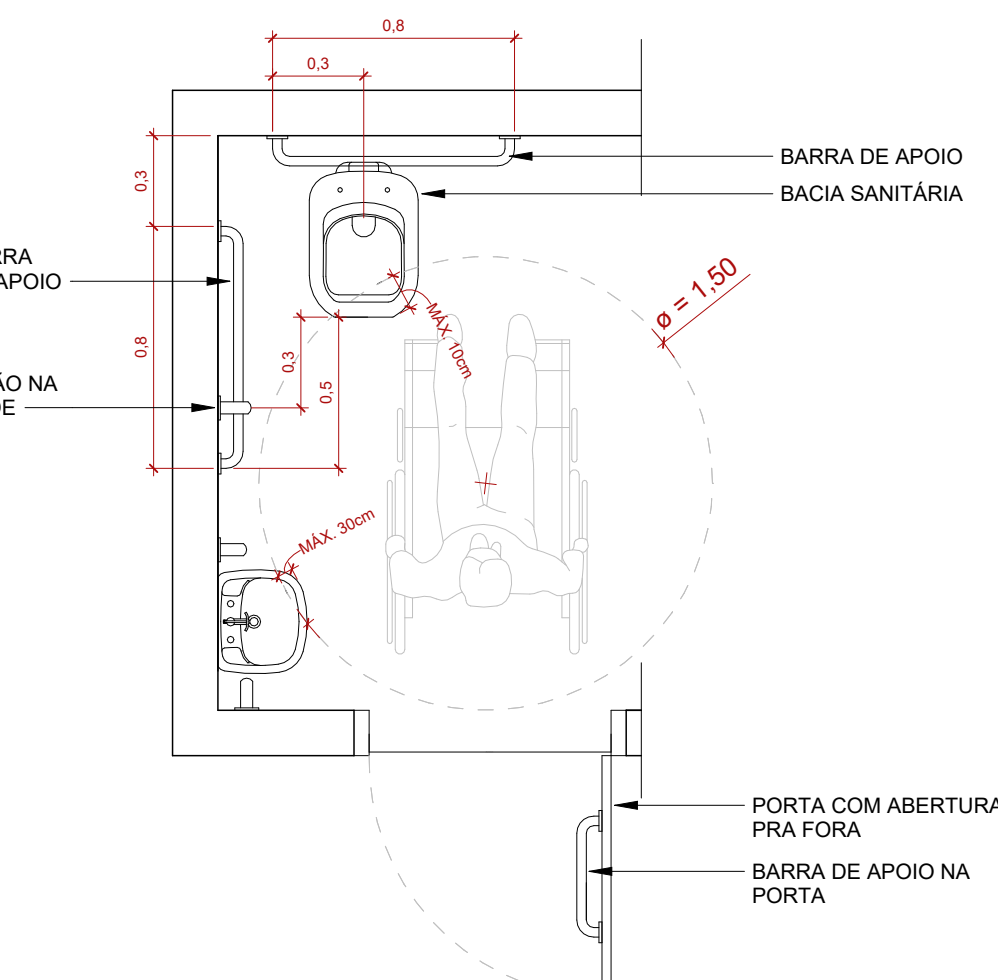 0,8
0,3
BARRA DE APOIO
BACIA SANITÁRIA
0,3
RRA
APOIO
ø = 1,50
MÁX. 10cm
0,8
0,3
0,5
ÃO NA
DE
MÁX. 30cm
PORTA COM ABERTURA
PRA FORA
BARRA DE APOIO NA
PORTA